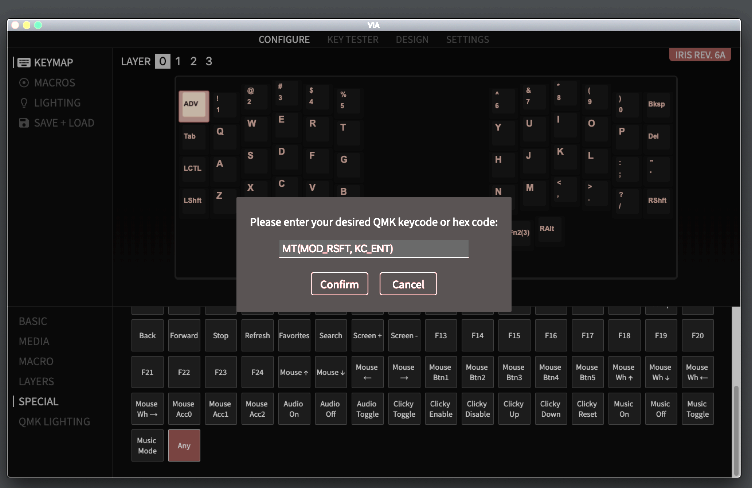 VIA
CONFIGURE KEY TESTER DESIGN SETTINGS
KEYMAP
MACROS
LIGHTING
SAVE + LOAD
LAYER 0 1 2 3
IRIS REV. 6A
ADV ! 1 @ 2 # 3 $ 4 % 5 ^ 6 & 7 * 8 ( 9 ) 0 Bksp
Tab Q W E R T Y U I O P Del
LCTL A S D F G H J K L : ; " '
LShft Z X C V B N M < , > . ? / RShft
Fn2(3) RAlt
Please enter your desired QMK keycode or hex code:
MT(MOD_RSFT, KC_ENT)
Confirm Cancel
BASIC
MEDIA
MACRO
LAYERS
SPECIAL
QMK LIGHTING
Back Forward Stop Refresh Favorites Search Screen + Screen - F13 F14 F15 F16 F17 F18 F19 F20
F21 F22 F23 F24 Mouse ↑ Mouse ↓ Mouse ← Mouse → Mouse Btn1 Mouse Btn2 Mouse Btn3 Mouse Btn4 Mouse Btn5 Mouse Wh ↑ Mouse Wh ↓ Mouse Wh ←
Mouse Wh → Mouse Acc0 Mouse Acc1 Mouse Acc2 Audio On Audio Off Audio Toggle Clicky Toggle Clicky Enable Clicky Disable Clicky Up Clicky Down Clicky Reset Music On Music Off Music Toggle
Music Mode Any